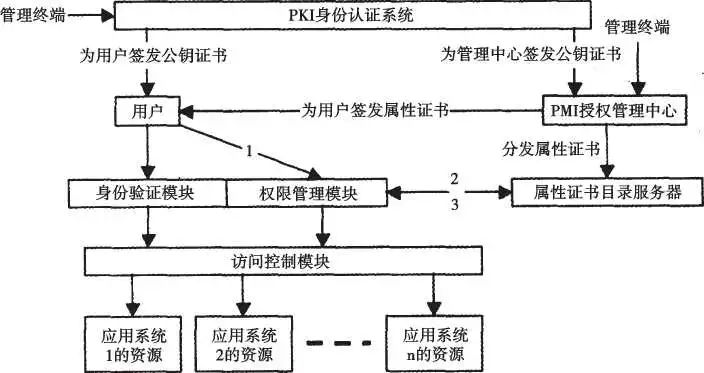 管理终端
PKI身份认证系统
管理终端
为用户签发公钥证书
为管理中心签发公钥证书
用户
为用户签发属性证书
PMI授权管理中心
1
分发属性证书
身份验证模块
权限管理模块
2
3
属性证书目录服务器
访问控制模块
应用系统
1的资源
应用系统
2的资源
应用系统
n的资源